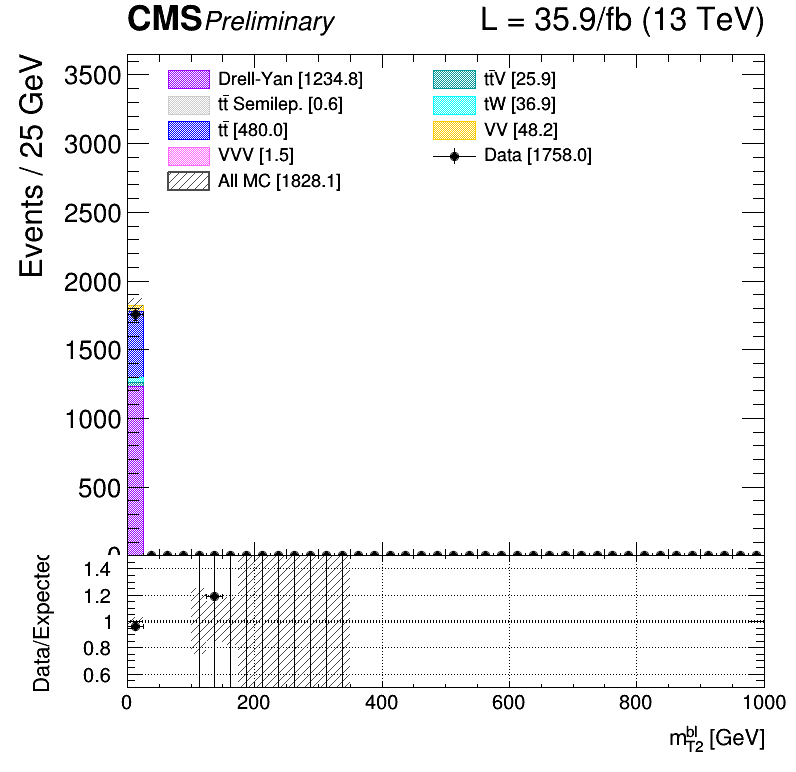 CMS Preliminary L = 35.9/fb (13 TeV)
Events / 25 GeV
3500
3000
2500
2000
1500
1000
500
0
Drell-Yan [1234.8]
tt̄ Semilep. [0.6]
tt̄ [480.0]
VVV [1.5]
All MC [1828.1]
tt̄V [25.9]
tW [36.9]
VV [48.2]
Data [1758.0]
Data/Expected
1.4
1.2
1
0.8
0.6
0 200 400 600 800 1000
m_{T2}^{bl} [GeV]